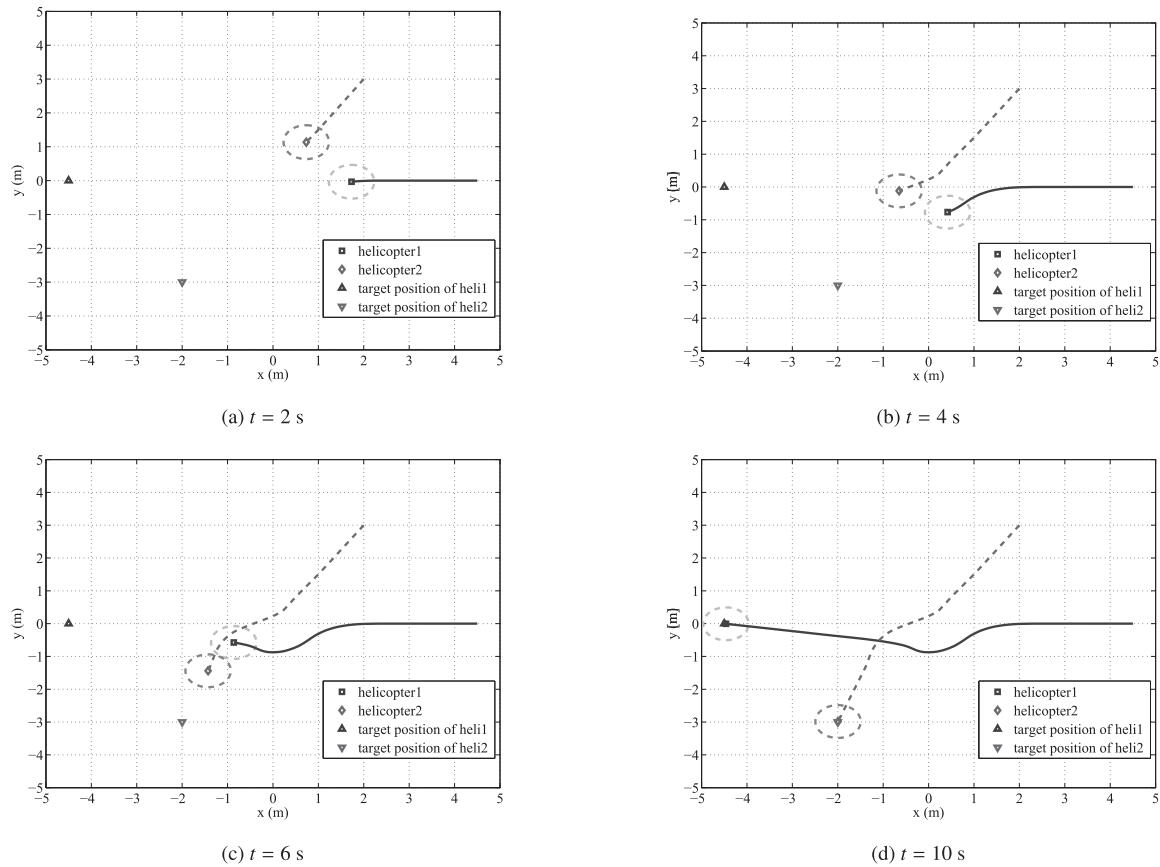 5
4
3
2
1
0
−1
−2
−3
−4
−5
y (m)
−5 −4 −3 −2 −1 0 1 2 3 4 5
x (m)
helicopter1
helicopter2
target position of heli1
target position of heli2
(a) t = 2 s
5
4
3
2
1
0
−1
−2
−3
−4
−5
y [m]
−5 −4 −3 −2 −1 0 1 2 3 4 5
x (m)
helicopter1
helicopter2
target position of heli1
target position of heli2
(b) t = 4 s
5
4
3
2
1
0
−1
−2
−3
−4
−5
y (m)
−5 −4 −3 −2 −1 0 1 2 3 4 5
x (m)
helicopter1
helicopter2
target position of heli1
target position of heli2
(c) t = 6 s
5
4
3
2
1
0
−1
−2
−3
−4
−5
y [m]
−5 −4 −3 −2 −1 0 1 2 3 4 5
x (m)
helicopter1
helicopter2
target position of heli1
target position of heli2
(d) t = 10 s